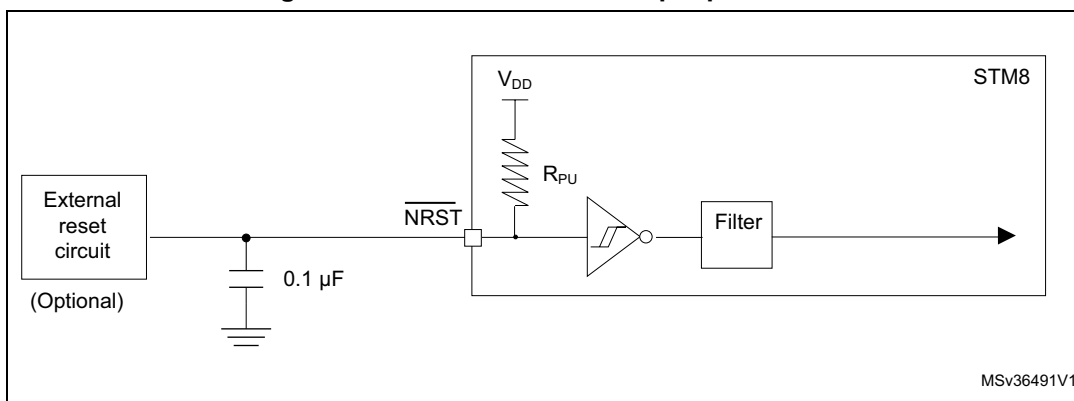 STM8
VDD
RPU
External
reset
circuit
(Optional)
NRST
Filter
0.1 µF
MSv36491V1